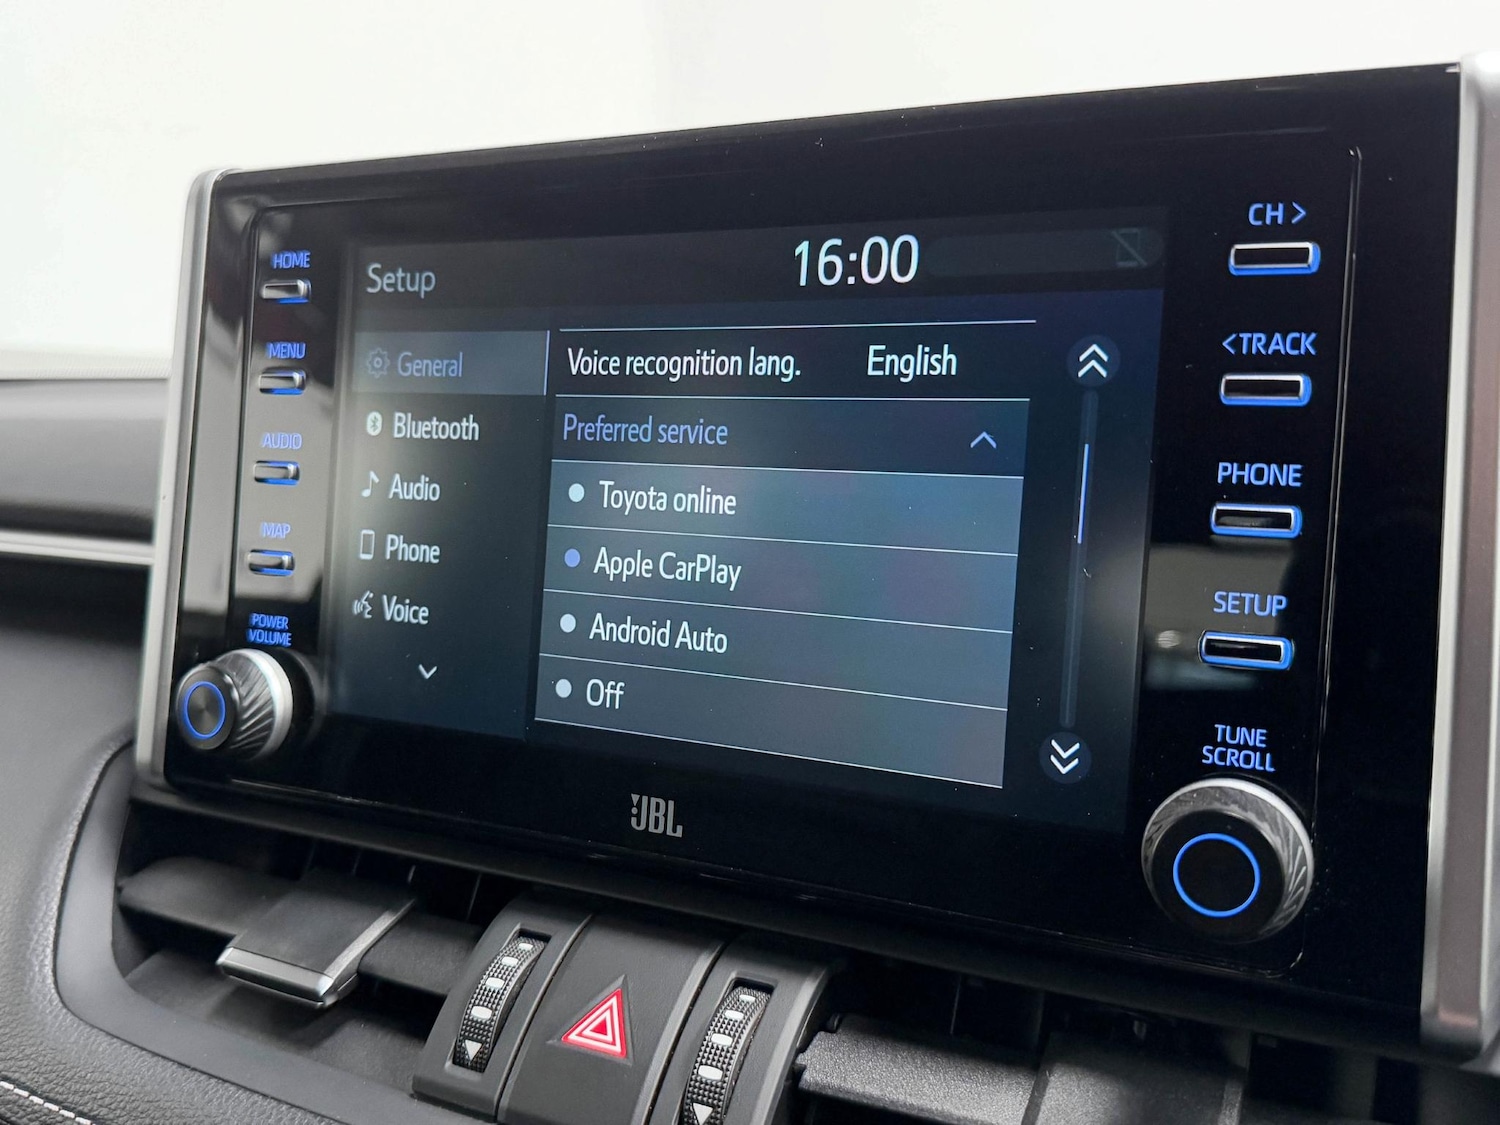 HOME
MENU
AUDIO
MAP
POWER
VOLUME
Setup
16:00
General
Bluetooth
Audio
Phone
Voice
Voice recognition lang. English
Preferred service
Toyota online
Apple CarPlay
Android Auto
Off
JBL
CH >
<TRACK
PHONE
SETUP
TUNE
SCROLL